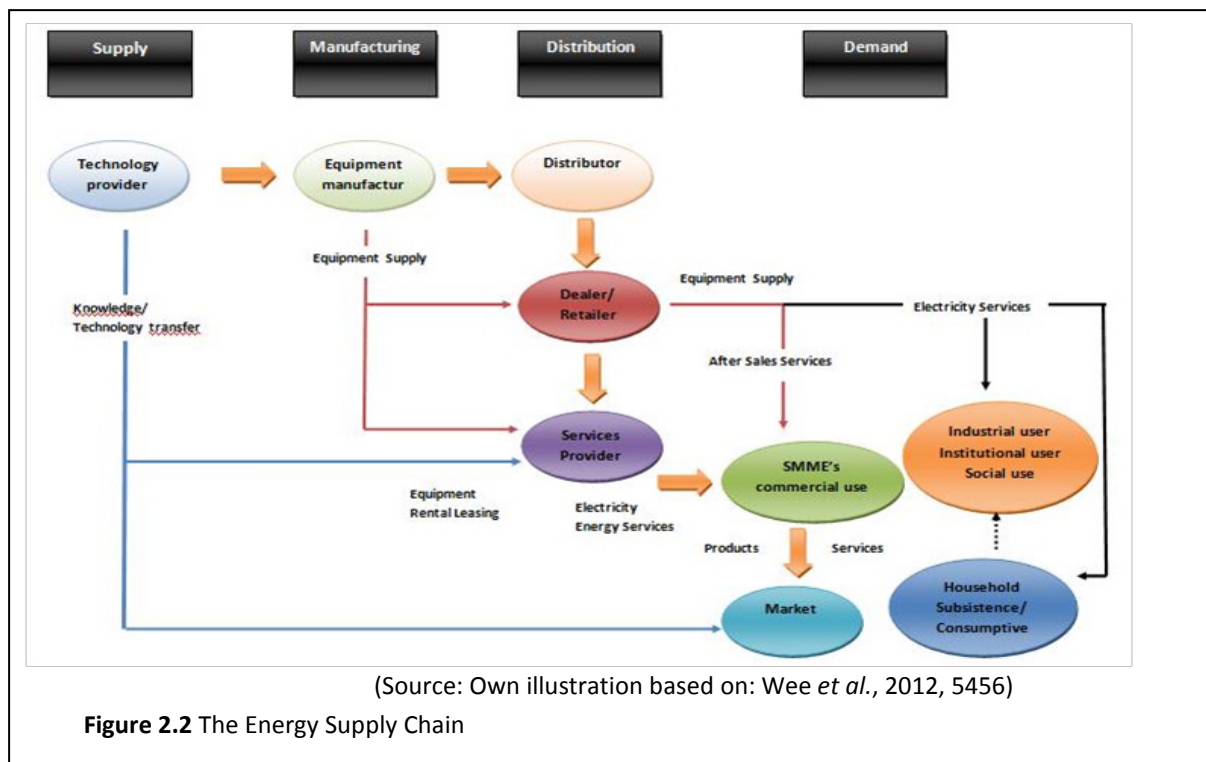 Supply
Manufacturing
Distribution
Demand
Technology
provider
Equipment
manufactur
Distributor
Equipment Supply
Dealer/
Retailer
Equipment Supply
Knowledge/
Technology transfer
Electricity Services
After Sales Services
Services
Provider
Industrial user
Institutional user
Social use
SMME's
commercial use
Equipment
Rental Leasing
Electricity
Energy Services
Products
Services
Market
Household
Subsistence/
Consumptive
(Source: Own illustration based on: Wee et al., 2012, 5456)
Figure 2.2 The Energy Supply Chain